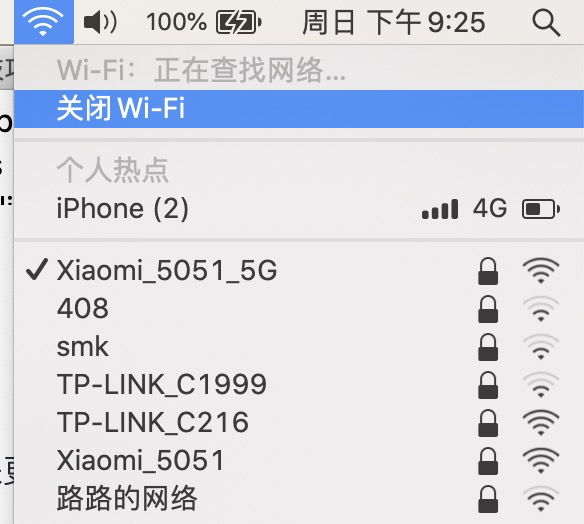 100% 周日 下午9:25
Wi-Fi：正在查找网络...
关闭 Wi-Fi
个人热点
iPhone (2) 4G
Xiaomi_5051_5G
408
smk
TP-LINK_C1999
TP-LINK_C216
Xiaomi_5051
路路的网络